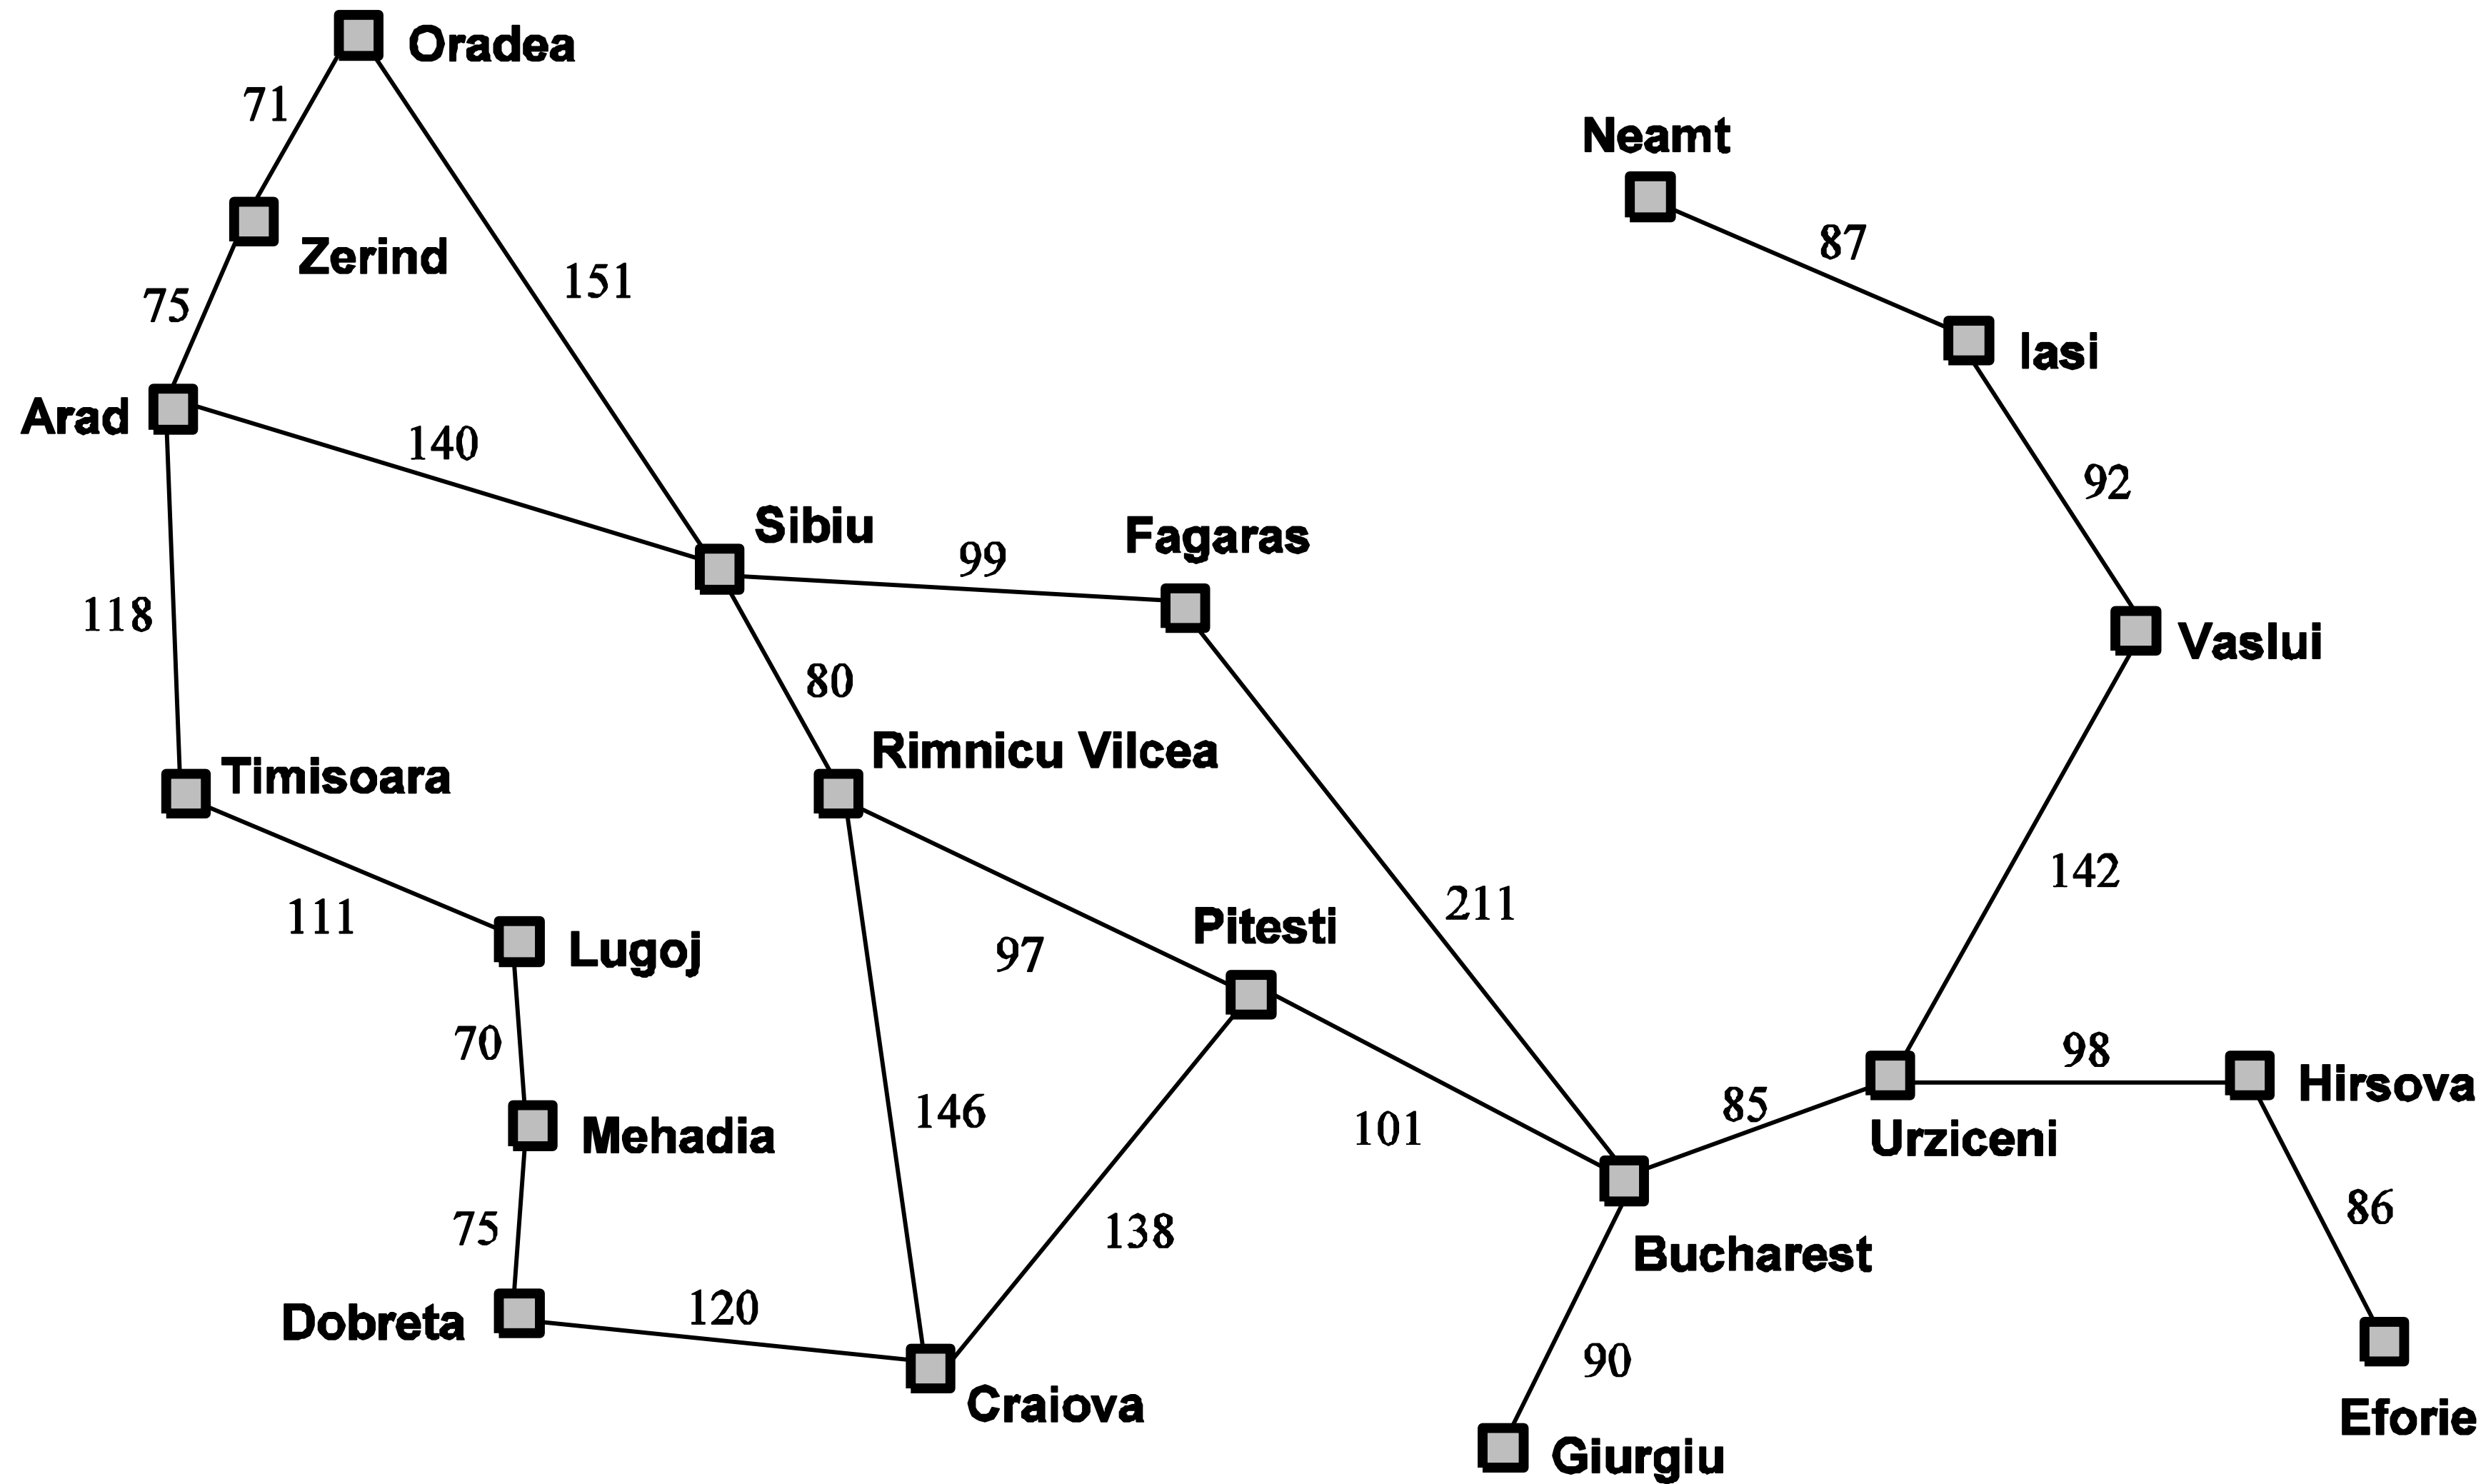 Oradea
71
Neamt
87
Zerind
151
75
Iasi
Arad
140
92
Sibiu
99
Fagaras
118
Vaslui
80
Rimnicu Vilcea
Timisoara
142
211
111
Lugoj
97
Pitesti
70
98
Hirsova
146
85
101
Mehadia
Urziceni
86
75
138
Bucharest
120
Dobreta
90
Craiova
Eforie
Giurgiu